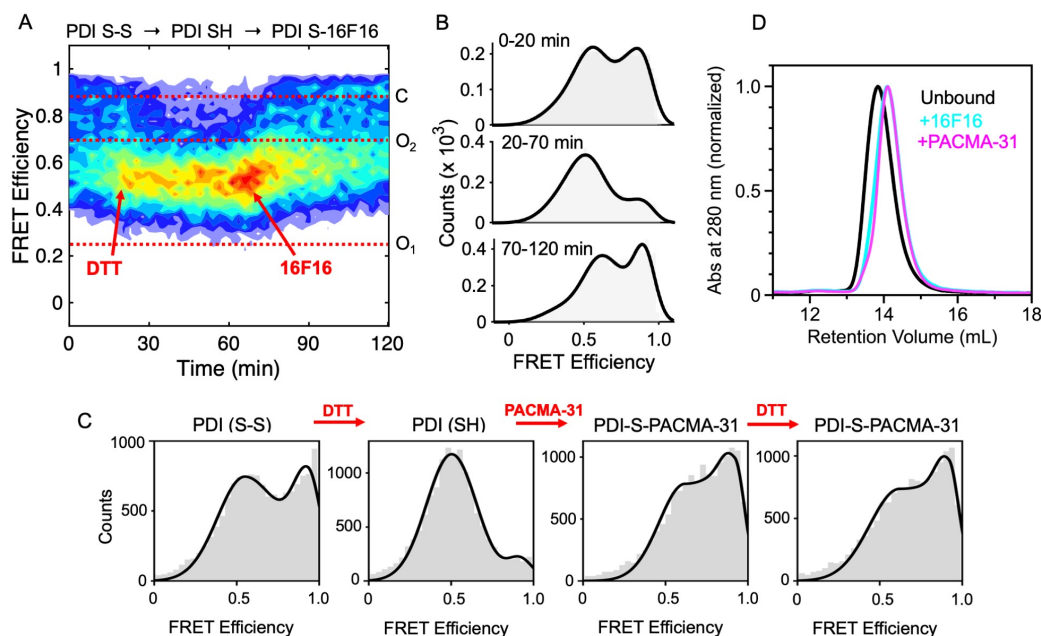 A
PDI S-S → PDI SH → PDI S-16F16
FRET Efficiency
1
0.8
0.6
0.4
0.2
0
C
O2
O1
DTT
16F16
0 30 60 90 120
Time (min)
B
Counts (x 10³)
0-20 min
0.2
0.1
0
20-70 min
0.4
0.2
0
70-120 min
0.4
0.2
0
0 0.5 1.0
FRET Efficiency
D
Abs at 280 nm (normalized)
1.0
0.5
0
Unbound
+16F16
+PACMA-31
12 14 16 18
Retention Volume (mL)
C
DTT
PACMA-31
DTT
PDI (S-S)
PDI (SH)
PDI-S-PACMA-31
PDI-S-PACMA-31
Counts
1000
500
0
0 0.5 1.0
FRET Efficiency
1000
500
0
0 0.5 1.0
FRET Efficiency
1000
500
0
0 0.5 1.0
FRET Efficiency
1000
500
0
0 0.5 1.0
FRET Efficiency